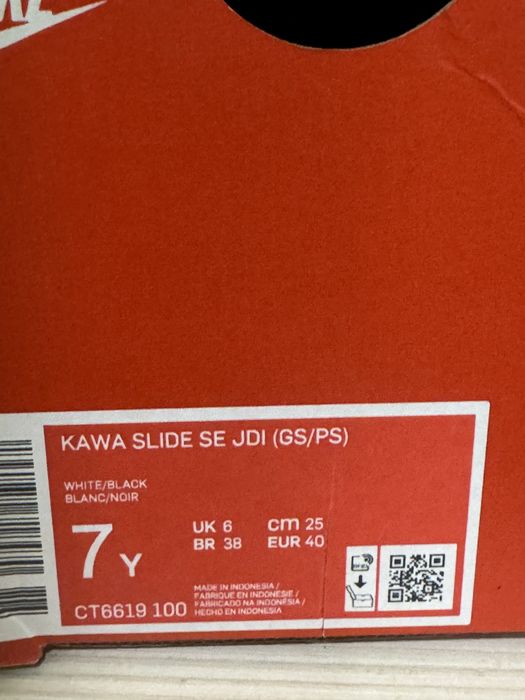 KAWA SLIDE SE JDI (GS/PS)
WHITE/BLACK
BLANC/NOIR
7Y
UK 6 cm 25
BR 38 EUR 40
CT6619 100
MADE IN INDONESIA /
FABRIQUE EN INDONESIE /
FABRICADO NA INDONÉSIA /
HECHO EN INDONESIA